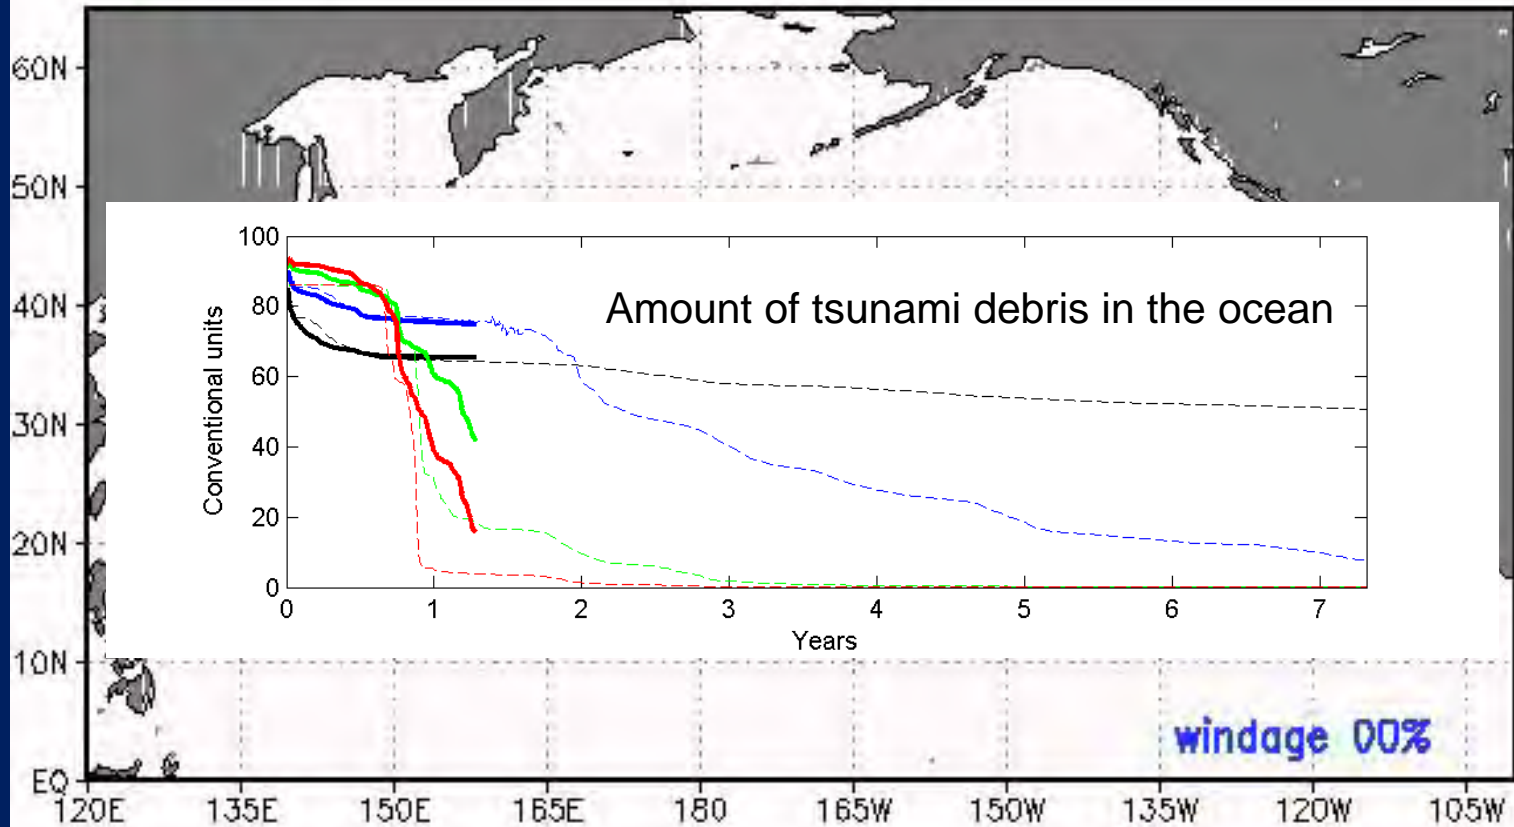 60N
50N
40N
30N
20N
10N
EQ
120E 135E 150E 165E 180 165W 150W 135W 120W 105W
Amount of tsunami debris in the ocean
Conventional units
100
80
60
40
20
0
0 1 2 3 4 5 6 7
Years
windage 00%